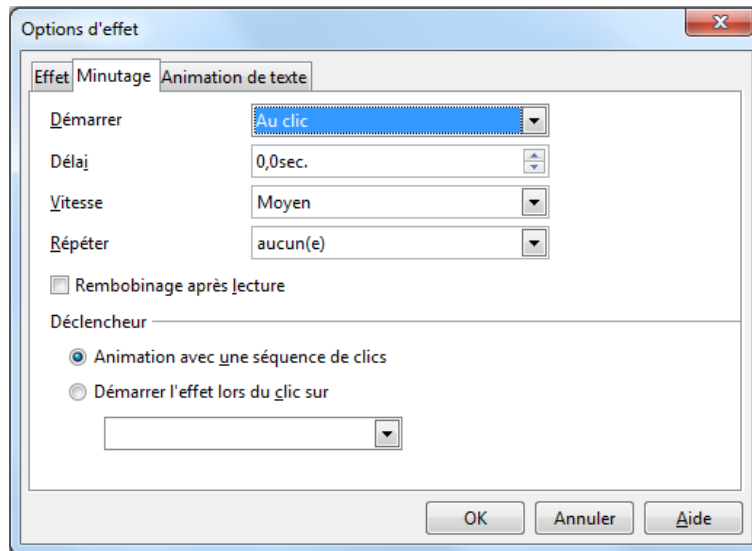 Options d'effet
Effet Minutage Animation de texte
Démarrer Au clic
Délai 0,0sec.
Vitesse Moyen
Répéter aucun(e)
Rembobinage après lecture
Déclencheur
Animation avec une séquence de clics
Démarrer l'effet lors du clic sur
OK Annuler Aide